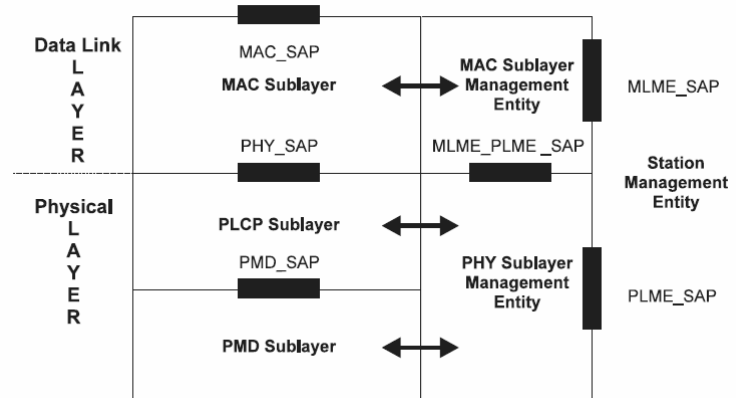 Data Link
L
A
Y
E
R
MAC_SAP
MAC Sublayer
MAC Sublayer
Management
Entity
MLME_SAP
PHY_SAP
MLME_PLME _SAP
Station
Management
Entity
Physical
L
A
Y
E
R
PLCP Sublayer
PMD_SAP
PHY Sublayer
Management
Entity
PLME_SAP
PMD Sublayer